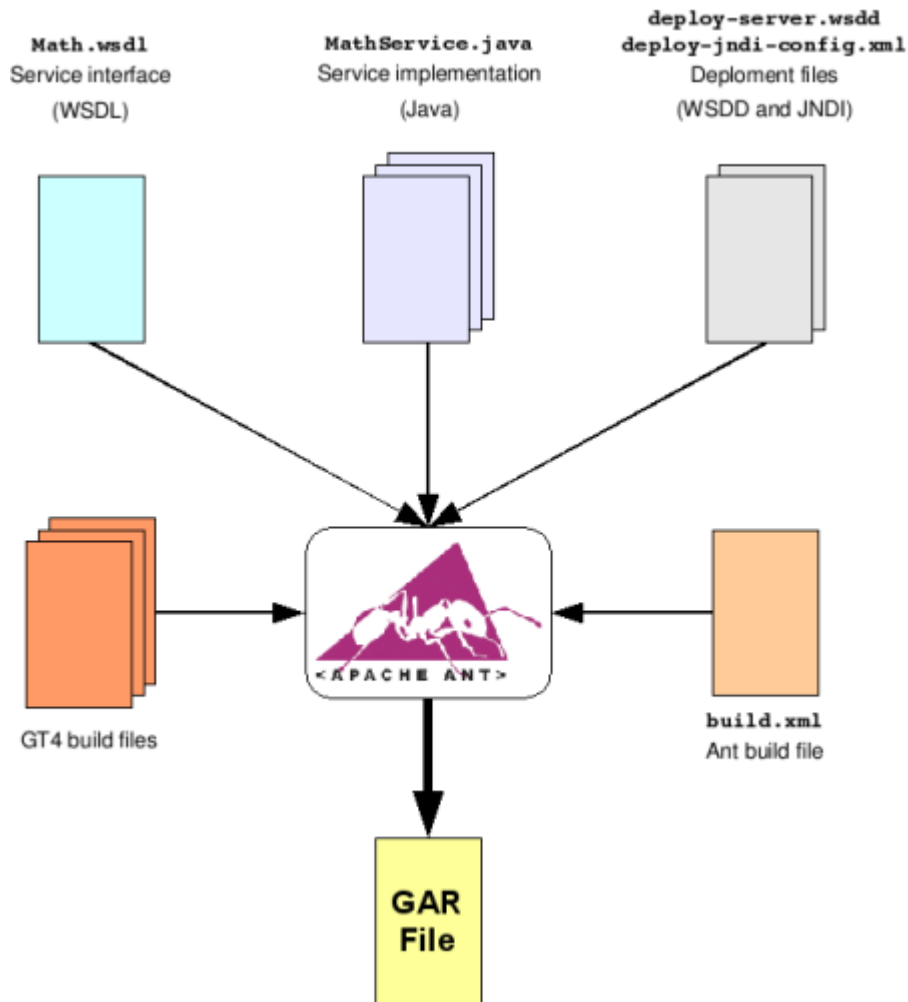 Math.wsdl
Service interface
(WSDL)
MathService.java
Service implementation
(Java)
deploy-server.wsdd
deploy-jndi-config.xml
Deploment files
(WSDD and JNDI)
<APACHE ANT>
GT4 build files
build.xml
Ant build file
GAR
File